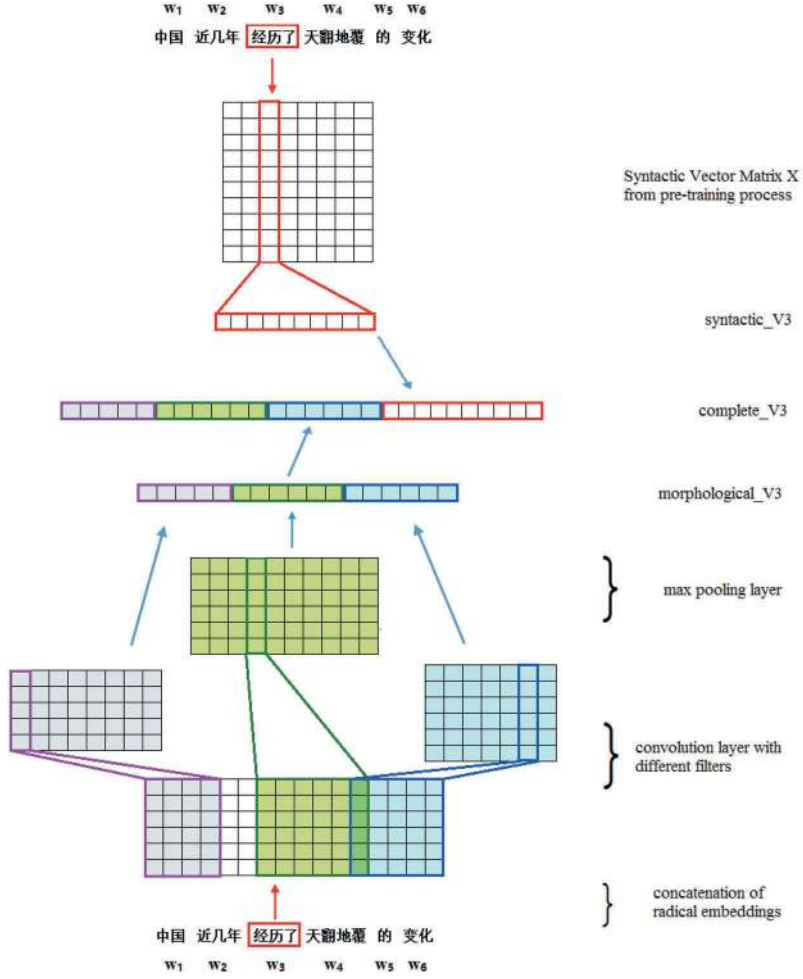 w1 w2 w3 w4 w5 w6
中国 近几年 经历了 天翻地覆 的 变化
Syntactic Vector Matrix X
from pre-training process
syntactic_V3
complete_V3
morphological_V3
max pooling layer
convolution layer with
different filters
concatenation of
radical embeddings
中国 近几年 经历了 天翻地覆 的 变化
w1 w2 w3 w4 w5 w6